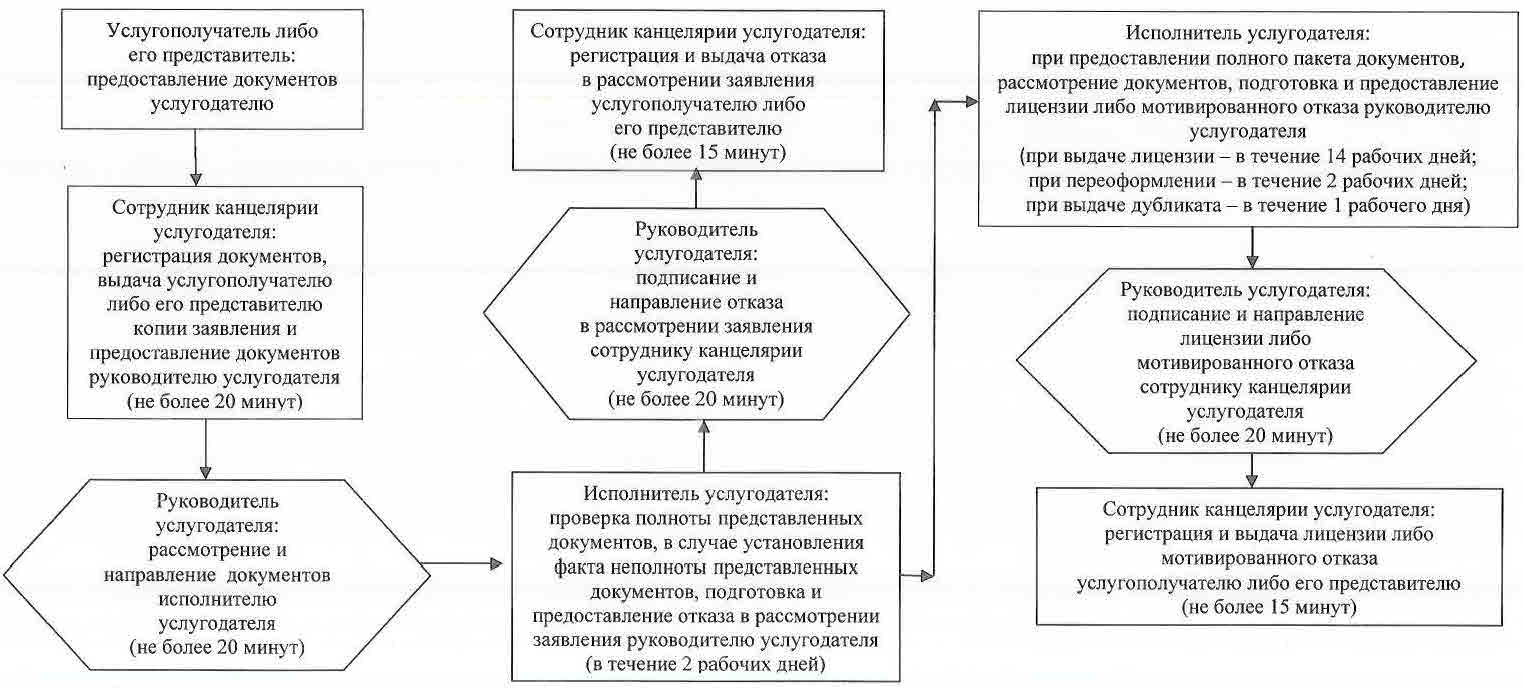 Услугополучатель либо
его представитель:
предоставление документов
услугодателю
Сотрудник канцелярии
услугодателя:
регистрация документов,
выдача услугополучателю
либо его представителю
копии заявления и
предоставление документов
руководителю услугодателя
(не более 20 минут)
Руководитель
услугодателя:
рассмотрение и
направление документов
исполнителю
услугодателя
(не более 20 минут)
Сотрудник канцелярии услугодателя:
регистрация и выдача отказа
в рассмотрении заявления
услугополучателю либо
его представителю
(не более 15 минут)
Руководитель
услугодателя:
подписание и
направление отказа
в рассмотрении заявления
сотруднику канцелярии
услугодателя
(не более 20 минут)
Исполнитель услугодателя:
проверка полноты представленных
документов, в случае установления
факта неполноты представленных
документов, подготовка и
предоставление отказа в рассмотрении
заявления руководителю услугодателя
(в течение 2 рабочих дней)
Исполнитель услугодателя:
при предоставлении полного пакета документов,
рассмотрение документов, подготовка и предоставление
лицензии либо мотивированного отказа руководителю
услугодателя
(при выдаче лицензии – в течение 14 рабочих дней;
при переоформлении – в течение 2 рабочих дней;
при выдаче дубликата – в течение 1 рабочего дня)
Руководитель услугодателя:
подписание и направление
лицензии либо
мотивированного отказа
сотруднику канцелярии
услугодателя
(не более 20 минут)
Сотрудник канцелярии услугодателя:
регистрация и выдача лицензии либо
мотивированного отказа
услугополучателю либо его представителю
(не более 15 минут)